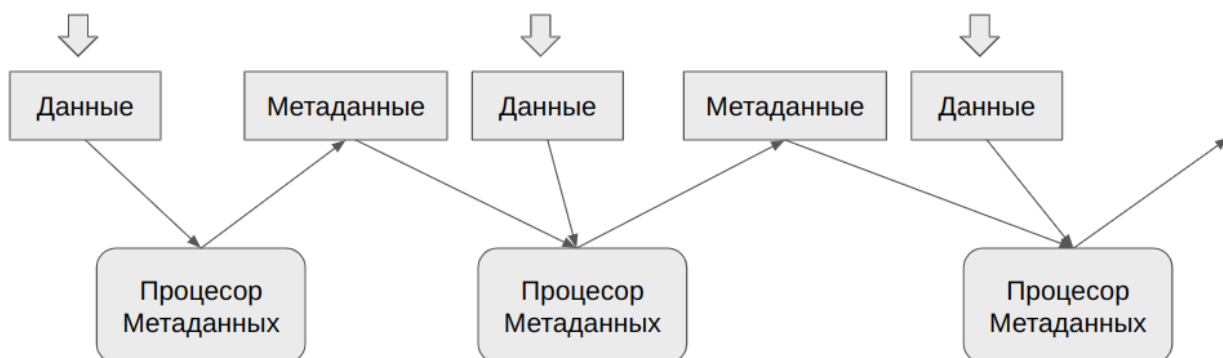 Данные
Метаданные
Данные
Метаданные
Данные
Процесор
Метаданных
Процесор
Метаданных
Процесор
Метаданных